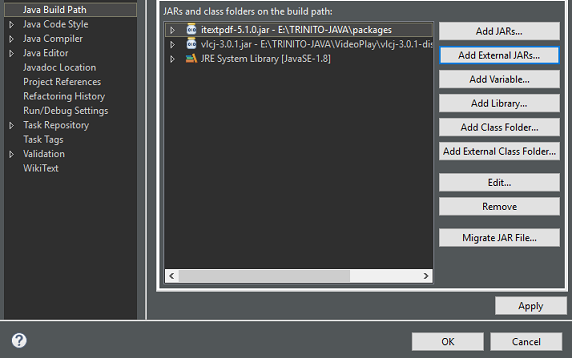 Java Build Path
Java Code Style
Java Compiler
Java Editor
Javadoc Location
Project References
Refactoring History
Run/Debug Settings
Task Repository
Task Tags
Validation
WikiText
JARs and class folders on the build path:
itextpdf-5.1.0.jar - E:\TRINITO-JAVA\packages
vlcj-3.0.1.jar - E:\TRINITO-JAVA\VideoPlay\vlcj-3.0.1-dis
JRE System Library [JavaSE-1.8]
Add JARs...
Add External JARs...
Add Variable...
Add Library...
Add Class Folder...
Add External Class Folder...
Edit...
Remove
Migrate JAR File...
Apply
?
OK
Cancel